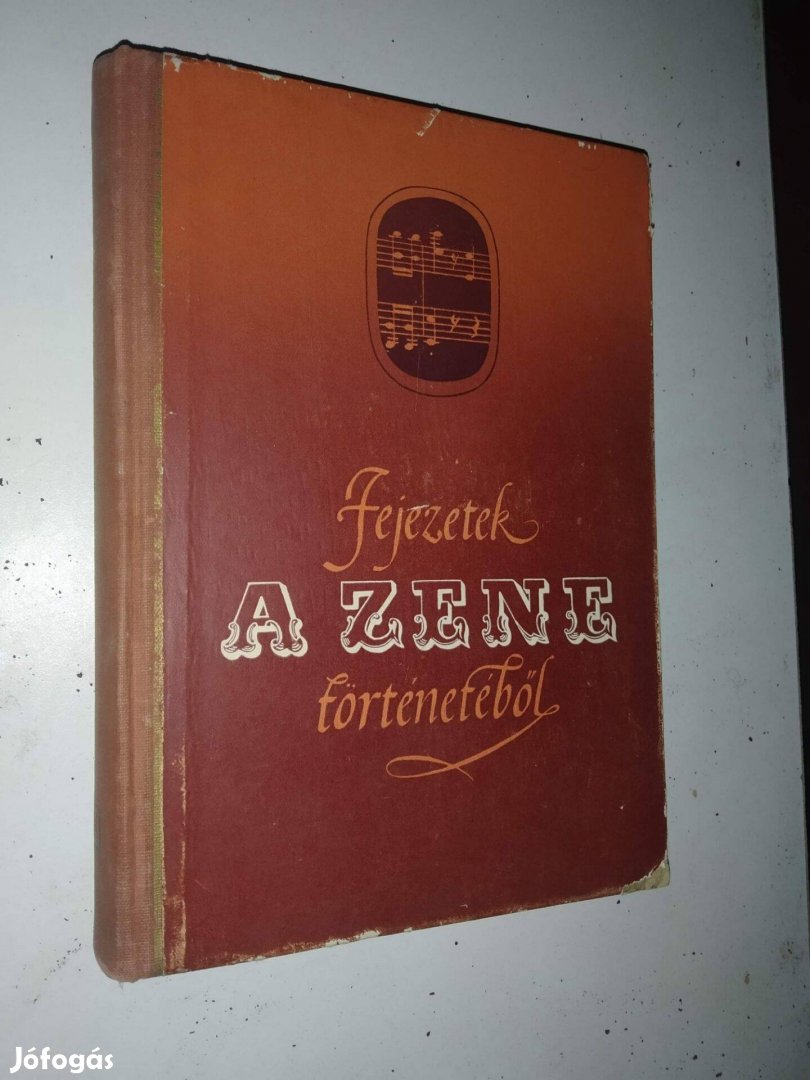 Fejezetek
A ZENE
történetéből
Jófogás